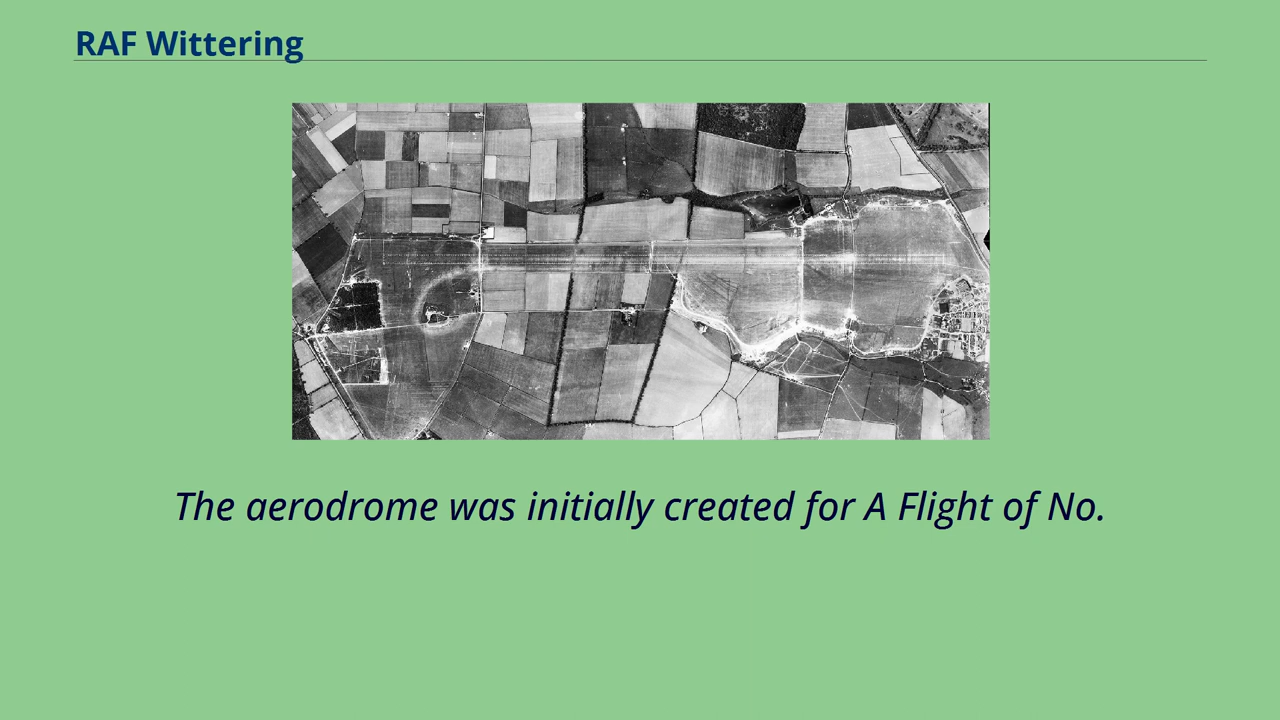 RAF Wittering
The aerodrome was initially created for A Flight of No.